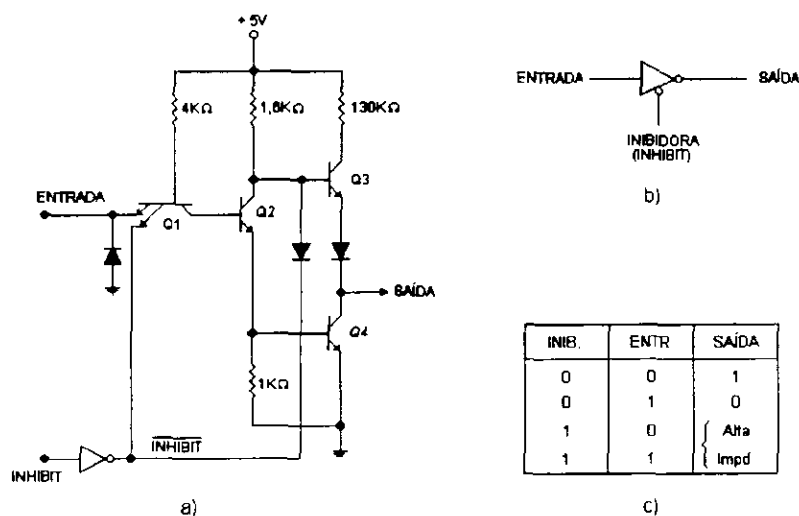 + 5V
4KΩ
1,6KΩ
130KΩ
ENTRADA
Q1
Q2
Q3
SAÍDA
Q4
1KΩ
INHIBIT
INHIBIT
a)
ENTRADA
SAÍDA
INIBIDORA
(INHIBIT)
b)
INIB. ENTR SAÍDA
0 0 1
0 1 0
1 0 Alta
1 1 Impd
c)